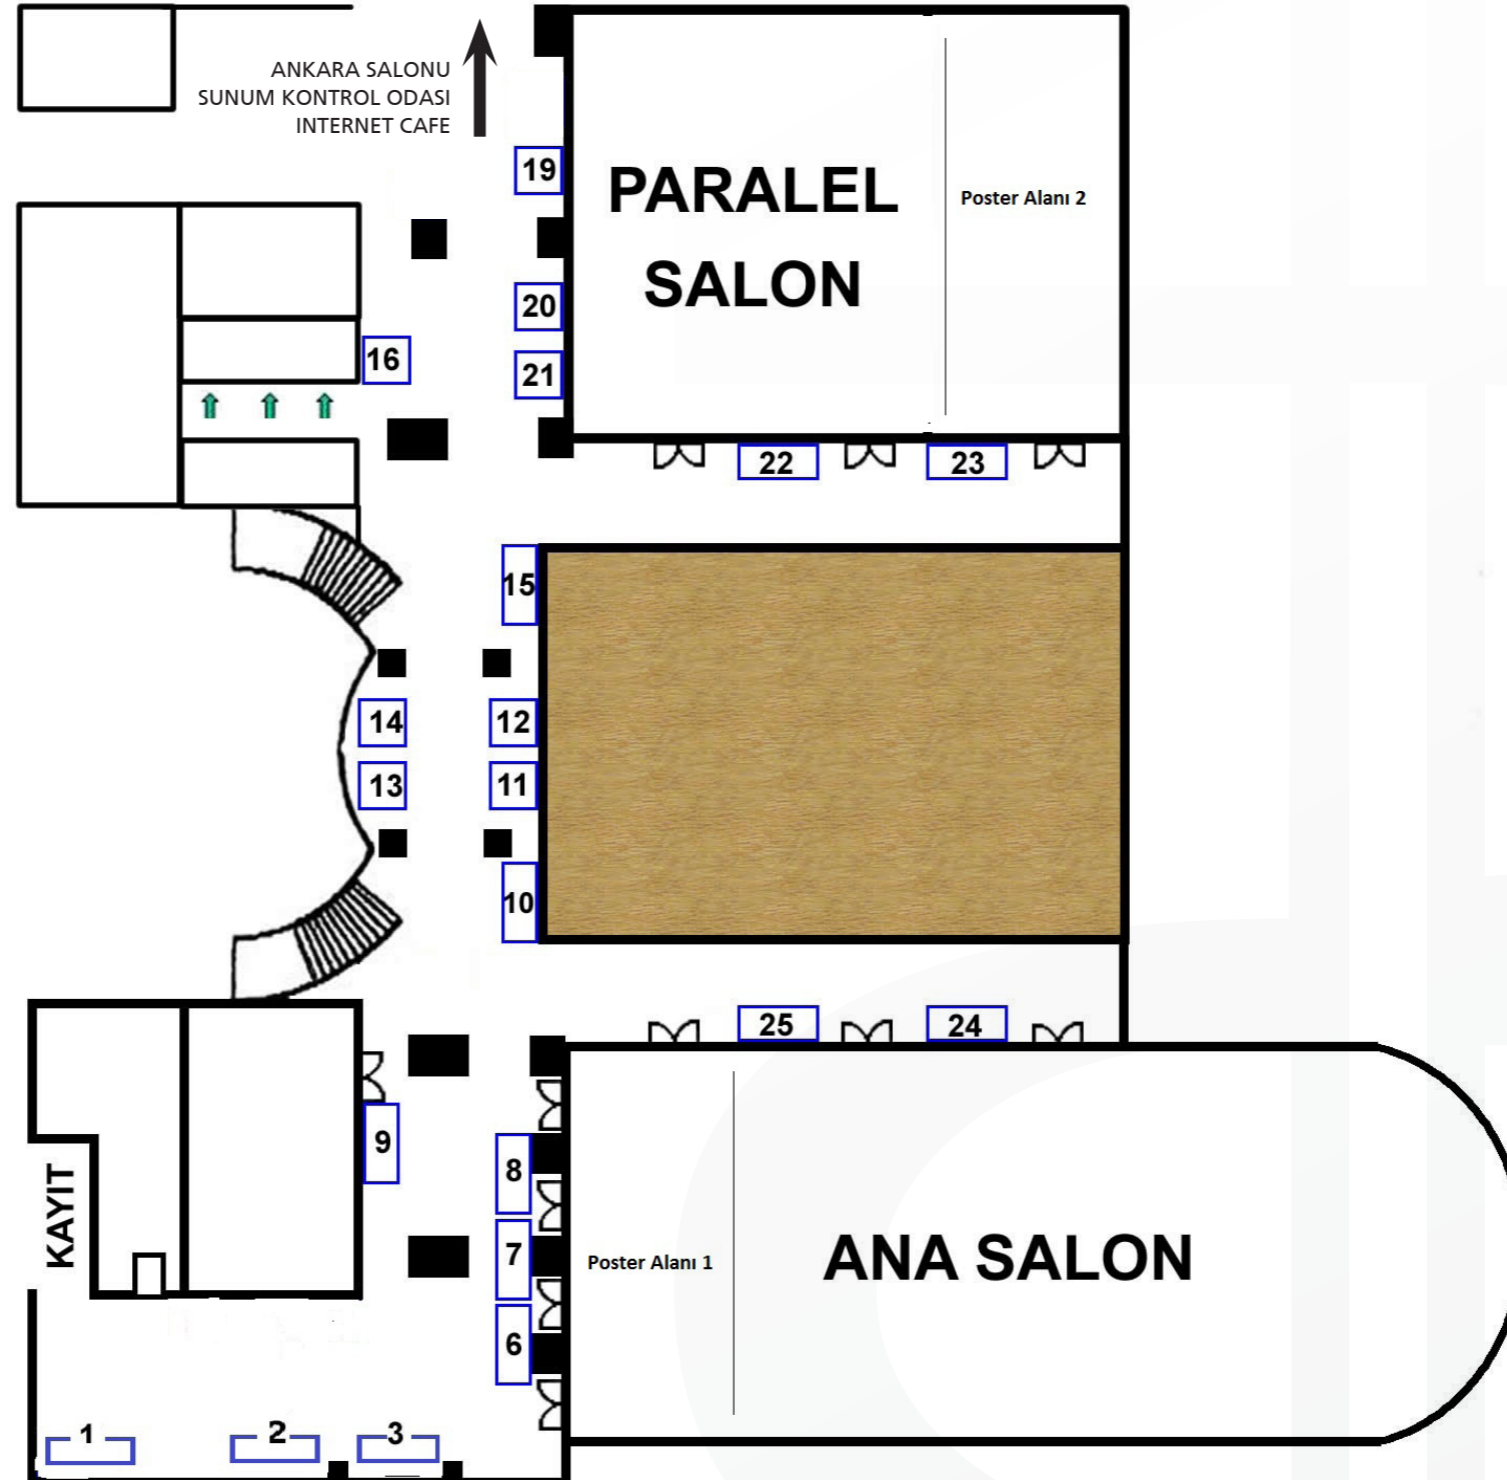 ANKARA SALONU
SUNUM KONTROL ODASI
INTERNET CAFE
19
PARALEL
SALON
Poster Alanı 2
20
16
21
22
23
15
14
12
13
11
10
25
24
9
8
KAYIT
7
Poster Alanı 1
ANA SALON
6
1
2
3